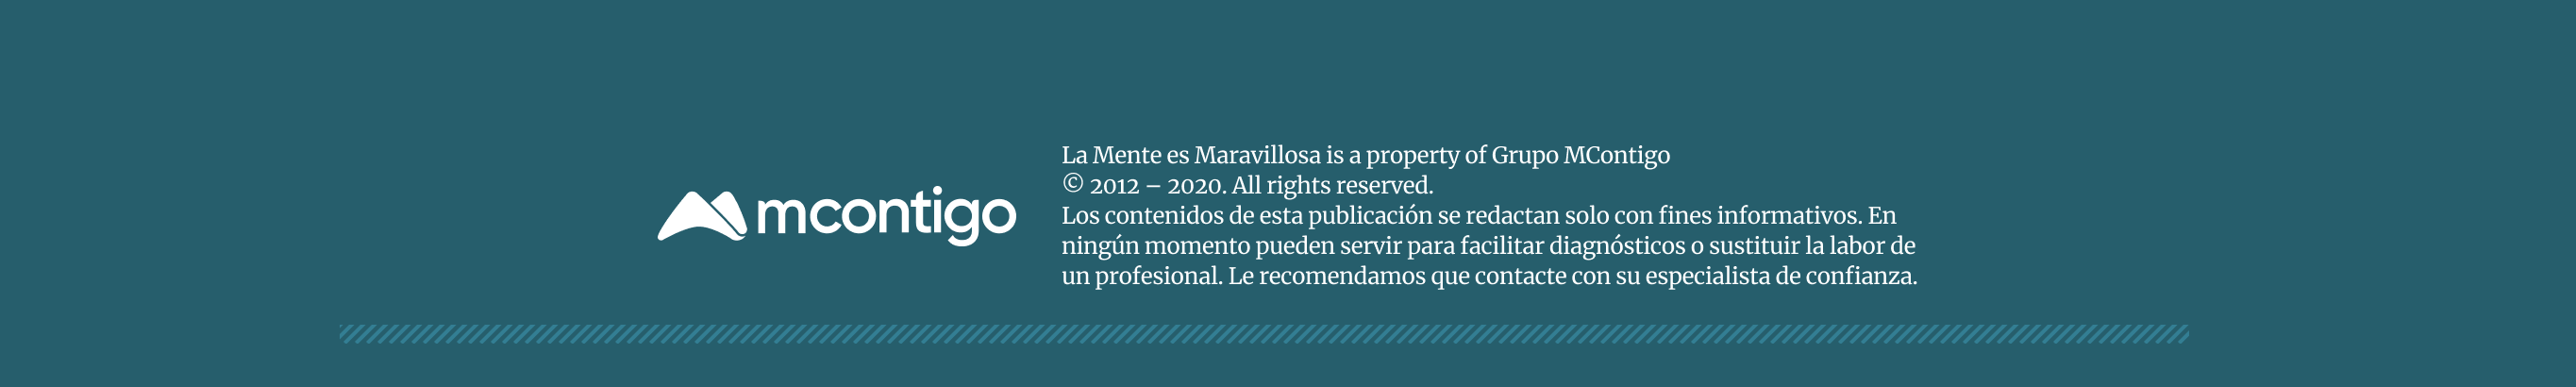 mcontigo
La Mente es Maravillosa is a property of Grupo MContigo
© 2012 – 2020. All rights reserved.
Los contenidos de esta publicación se redactan solo con fines informativos. En
ningún momento pueden servir para facilitar diagnósticos o sustituir la labor de
un profesional. Le recomendamos que contacte con su especialista de confianza.